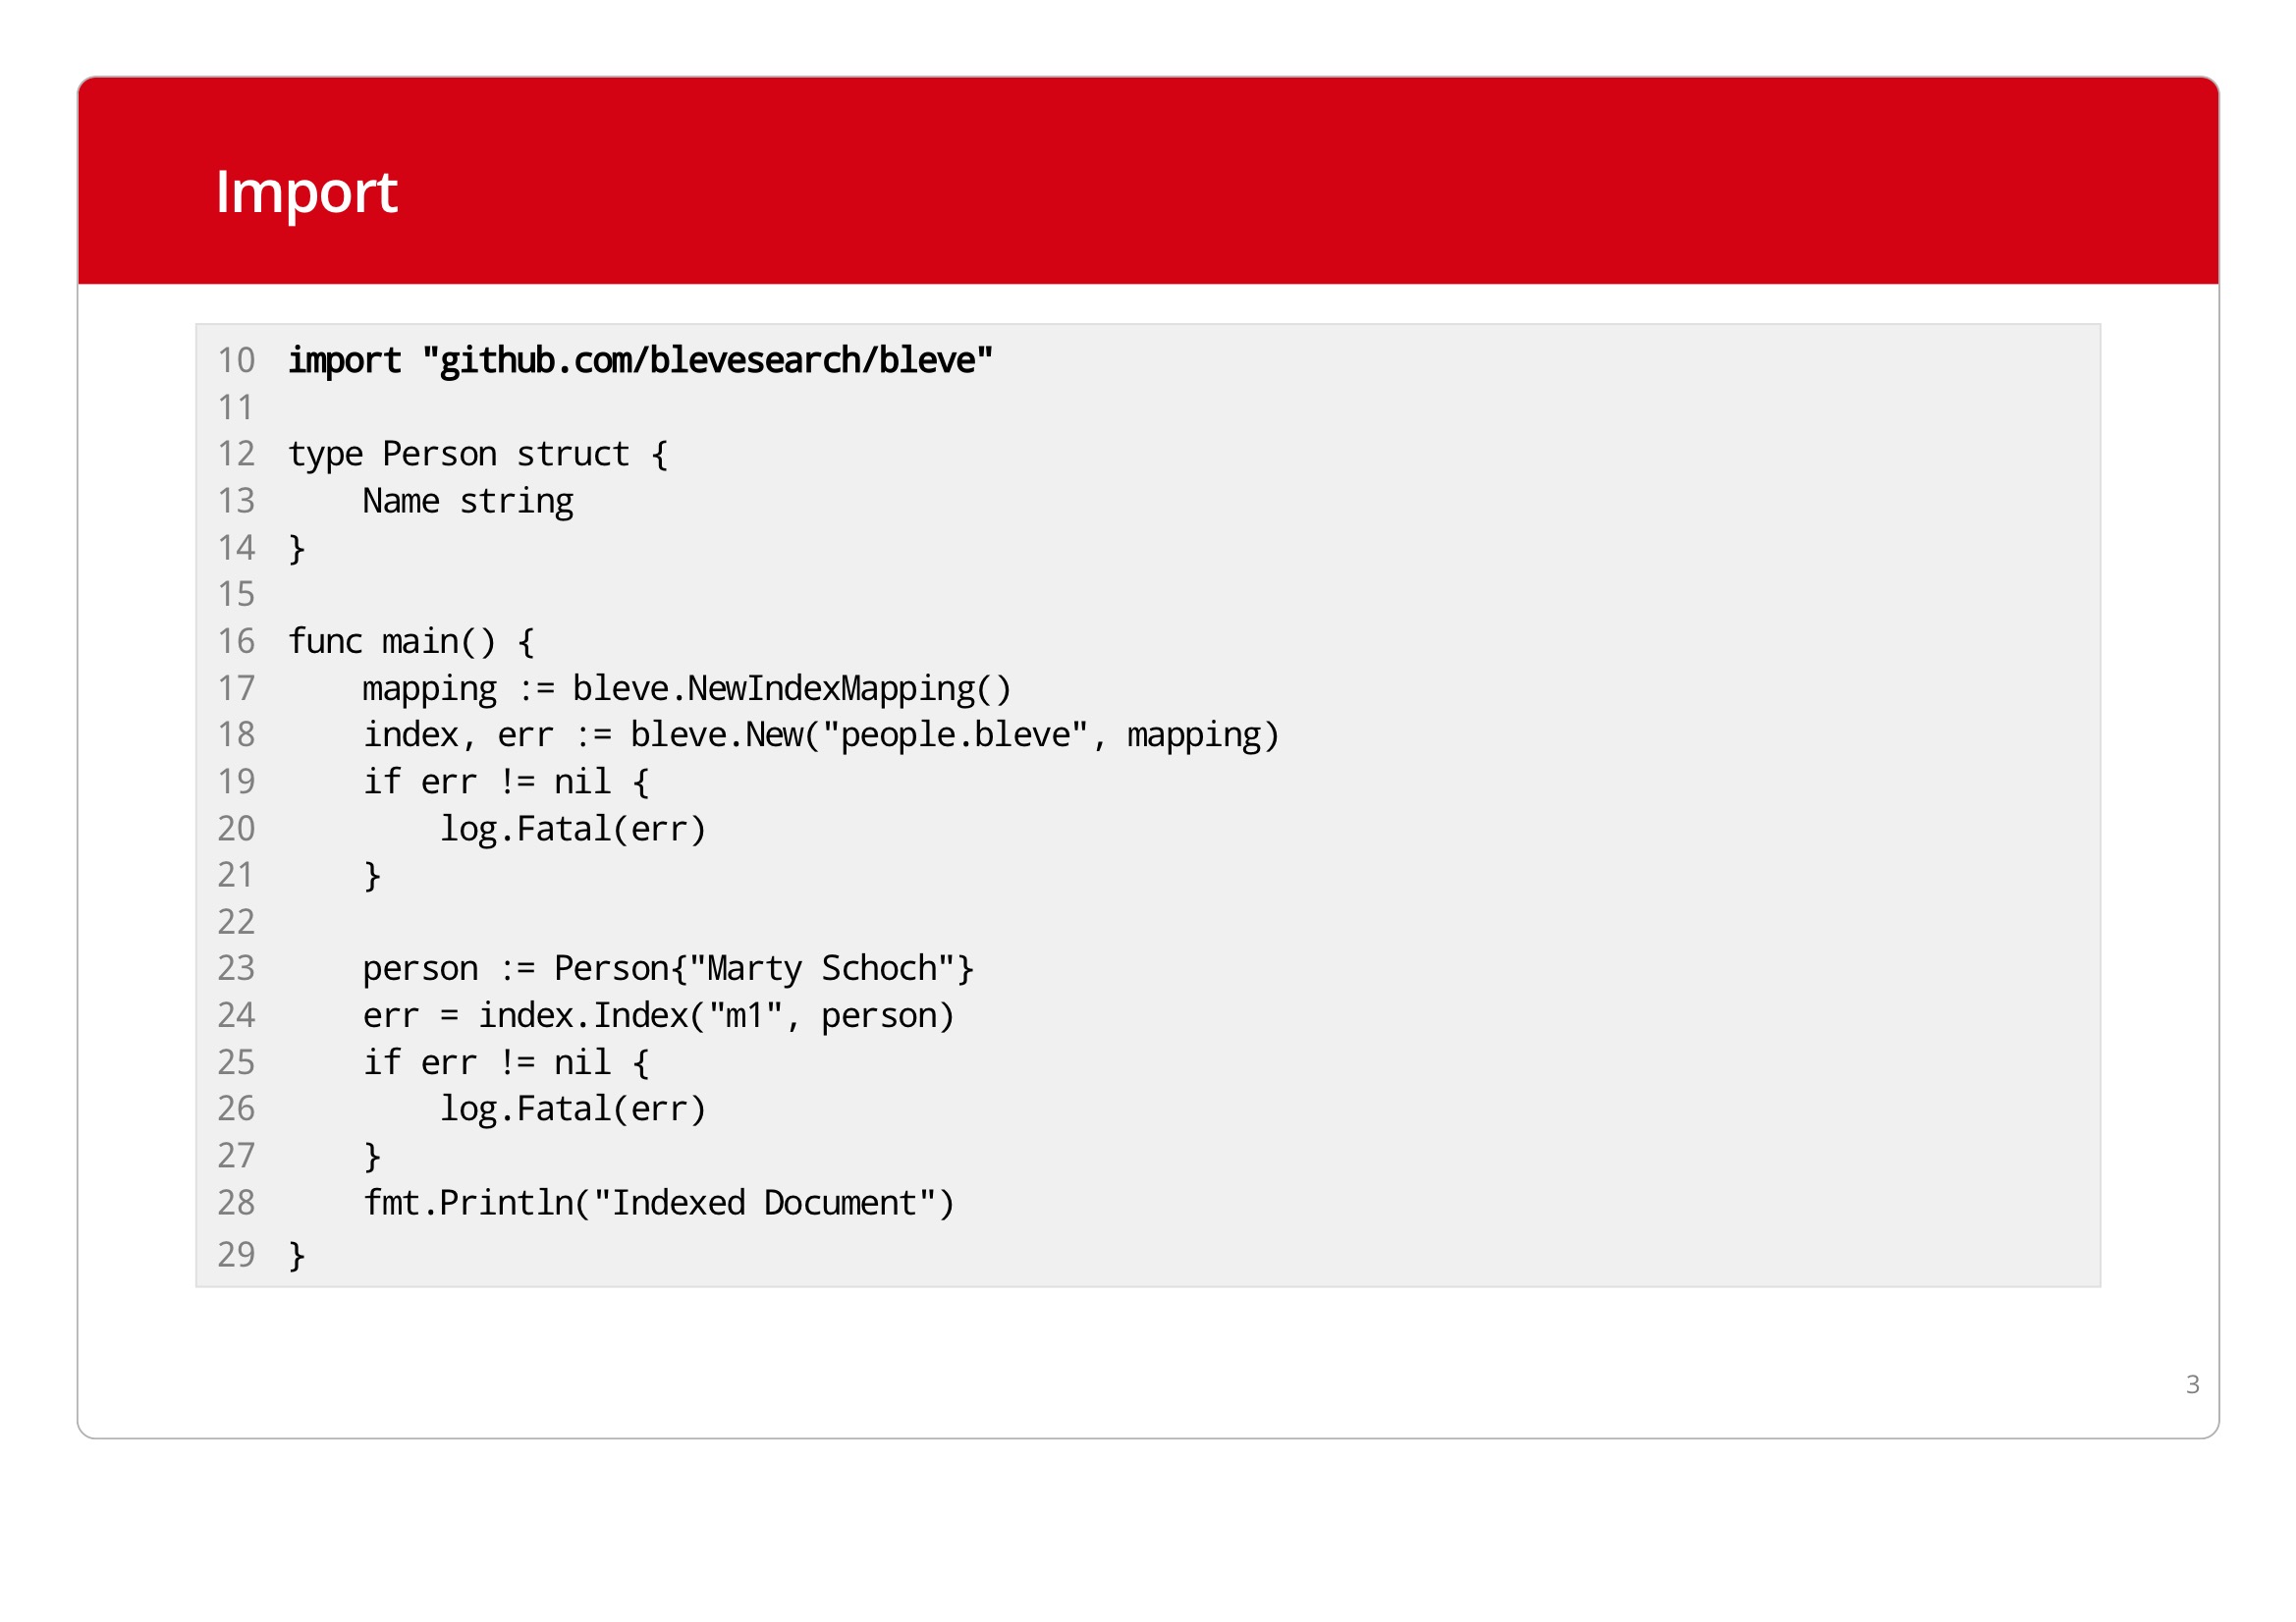 Import
10 import "github.com/blevesearch/bleve"
11
12 type Person struct {
13     Name string
14 }
15
16 func main() {
17     mapping := bleve.NewIndexMapping()
18     index, err := bleve.New("people.bleve", mapping)
19     if err != nil {
20         log.Fatal(err)
21     }
22
23     person := Person{"Marty Schoch"}
24     err = index.Index("m1", person)
25     if err != nil {
26         log.Fatal(err)
27     }
28     fmt.Println("Indexed Document")
29 }
3